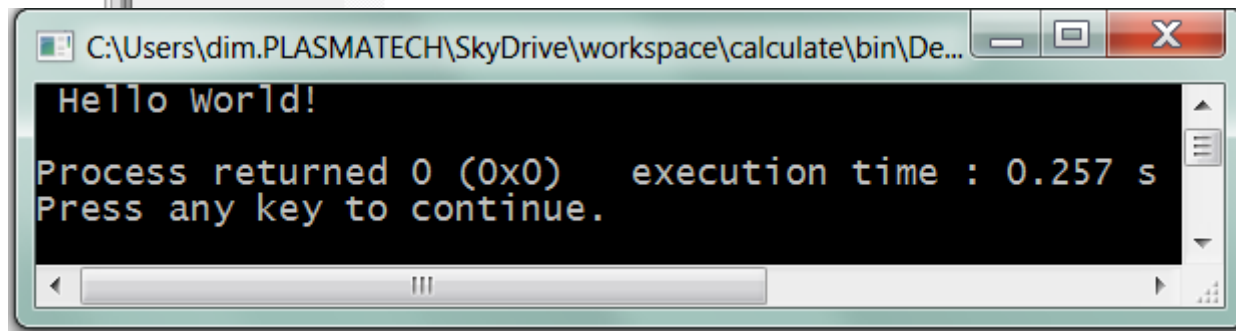 C:\Users\dim.PLASMATECH\SkyDrive\workspace\calculate\bin\De...
Hello World!
Process returned 0 (0x0)   execution time : 0.257 s
Press any key to continue.